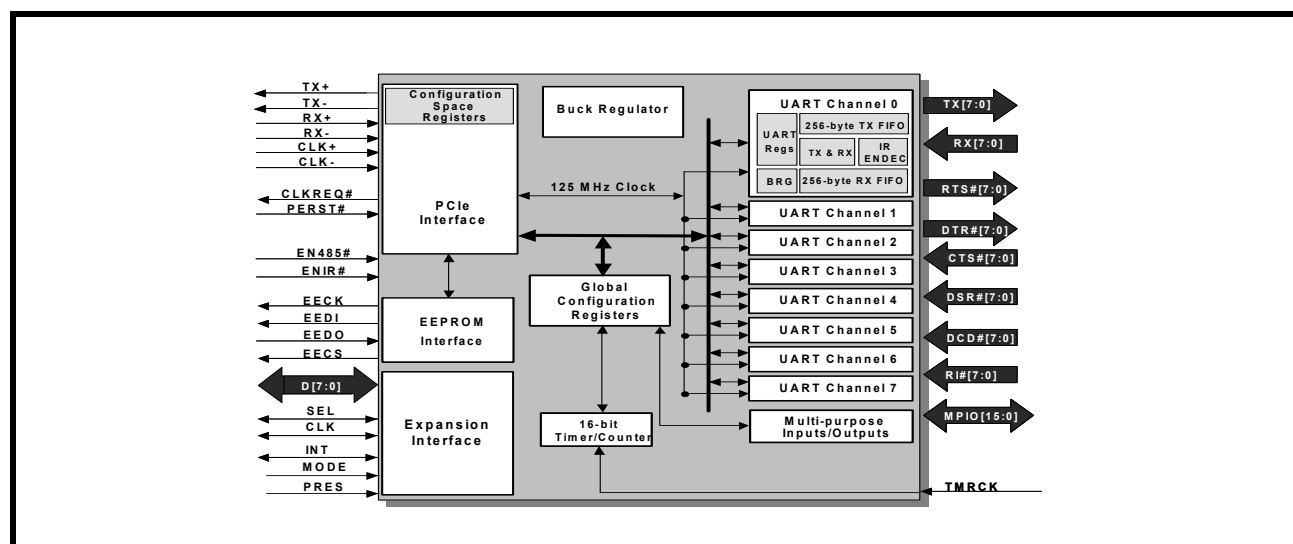 TX+
TX-
RX+
RX-
CLK+
CLK-
CLKREQ#
PERST#
EN485#
ENIR#
EECK
EEDI
EEDO
EECS
D[7:0]
SEL
CLK
INT
MODE
PRES
Configuration
Space
Registers
PCIe
Interface
EEPROM
Interface
Expansion
Interface
Buck Regulator
125 MHz Clock
Global
Configuration
Registers
16-bit
Timer/Counter
UART Channel 0
UART
Regs
256-byte TX FIFO
TX & RX
IR
ENDEC
BRG
256-byte RX FIFO
UART Channel 1
UART Channel 2
UART Channel 3
UART Channel 4
UART Channel 5
UART Channel 6
UART Channel 7
Multi-purpose
Inputs/Outputs
TX[7:0]
RX[7:0]
RTS#[7:0]
DTR#[7:0]
CTS#[7:0]
DSR#[7:0]
DCD#[7:0]
RI#[7:0]
MPIO[15:0]
TMRCK